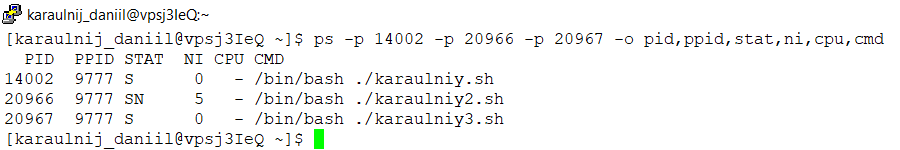 karaulnij_daniil@vpsj3IeQ:~
[karaulnij_daniil@vpsj3IeQ ~]$ ps -p 14002 -p 20966 -p 20967 -o pid,ppid,stat,ni,cpu,cmd
  PID  PPID STAT  NI CPU CMD
14002  9777 S      0   - /bin/bash ./karaulniy.sh
20966  9777 SN     5   - /bin/bash ./karaulniy2.sh
20967  9777 S      0   - /bin/bash ./karaulniy3.sh
[karaulnij_daniil@vpsj3IeQ ~]$